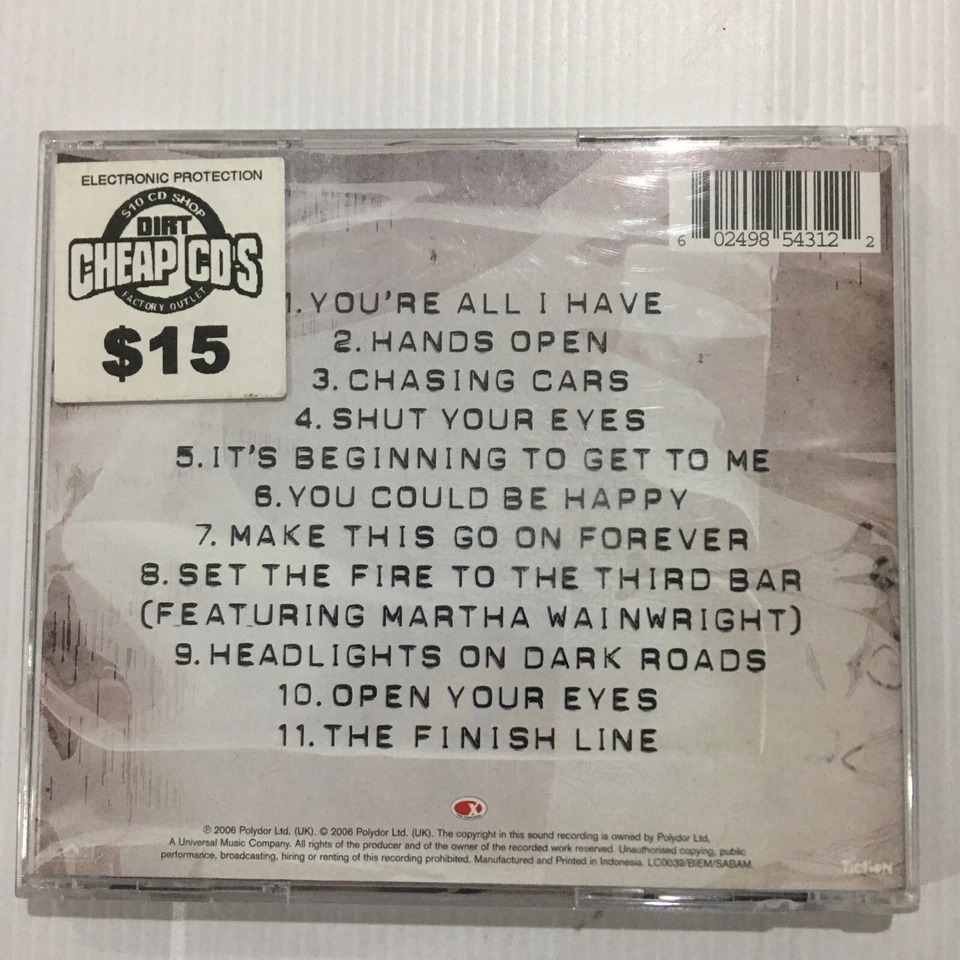 ELECTRONIC PROTECTION
$10 CD SHOP
DIRT
CHEAP CD'S
FACTORY OUTLET
$15
6 02498 54312 2
1. YOU'RE ALL I HAVE
2. HANDS OPEN
3. CHASING CARS
4. SHUT YOUR EYES
5. IT'S BEGINNING TO GET TO ME
6. YOU COULD BE HAPPY
7. MAKE THIS GO ON FOREVER
8. SET THE FIRE TO THE THIRD BAR
(FEATURING MARTHA WAINWRIGHT)
9. HEADLIGHTS ON DARK ROADS
10. OPEN YOUR EYES
11. THE FINISH LINE
℗ 2006 Polydor Ltd. (UK). © 2006 Polydor Ltd. (UK). The copyright in this sound recording is owned by Polydor Ltd,
A Universal Music Company. All rights of the producer and of the owner of the recorded work reserved. Unauthorised copying, public
performance, broadcasting, hiring or renting of this recording prohibited. Manufactured and Printed in Indonesia. LC0039/BIEM/SABAM.
Fiction